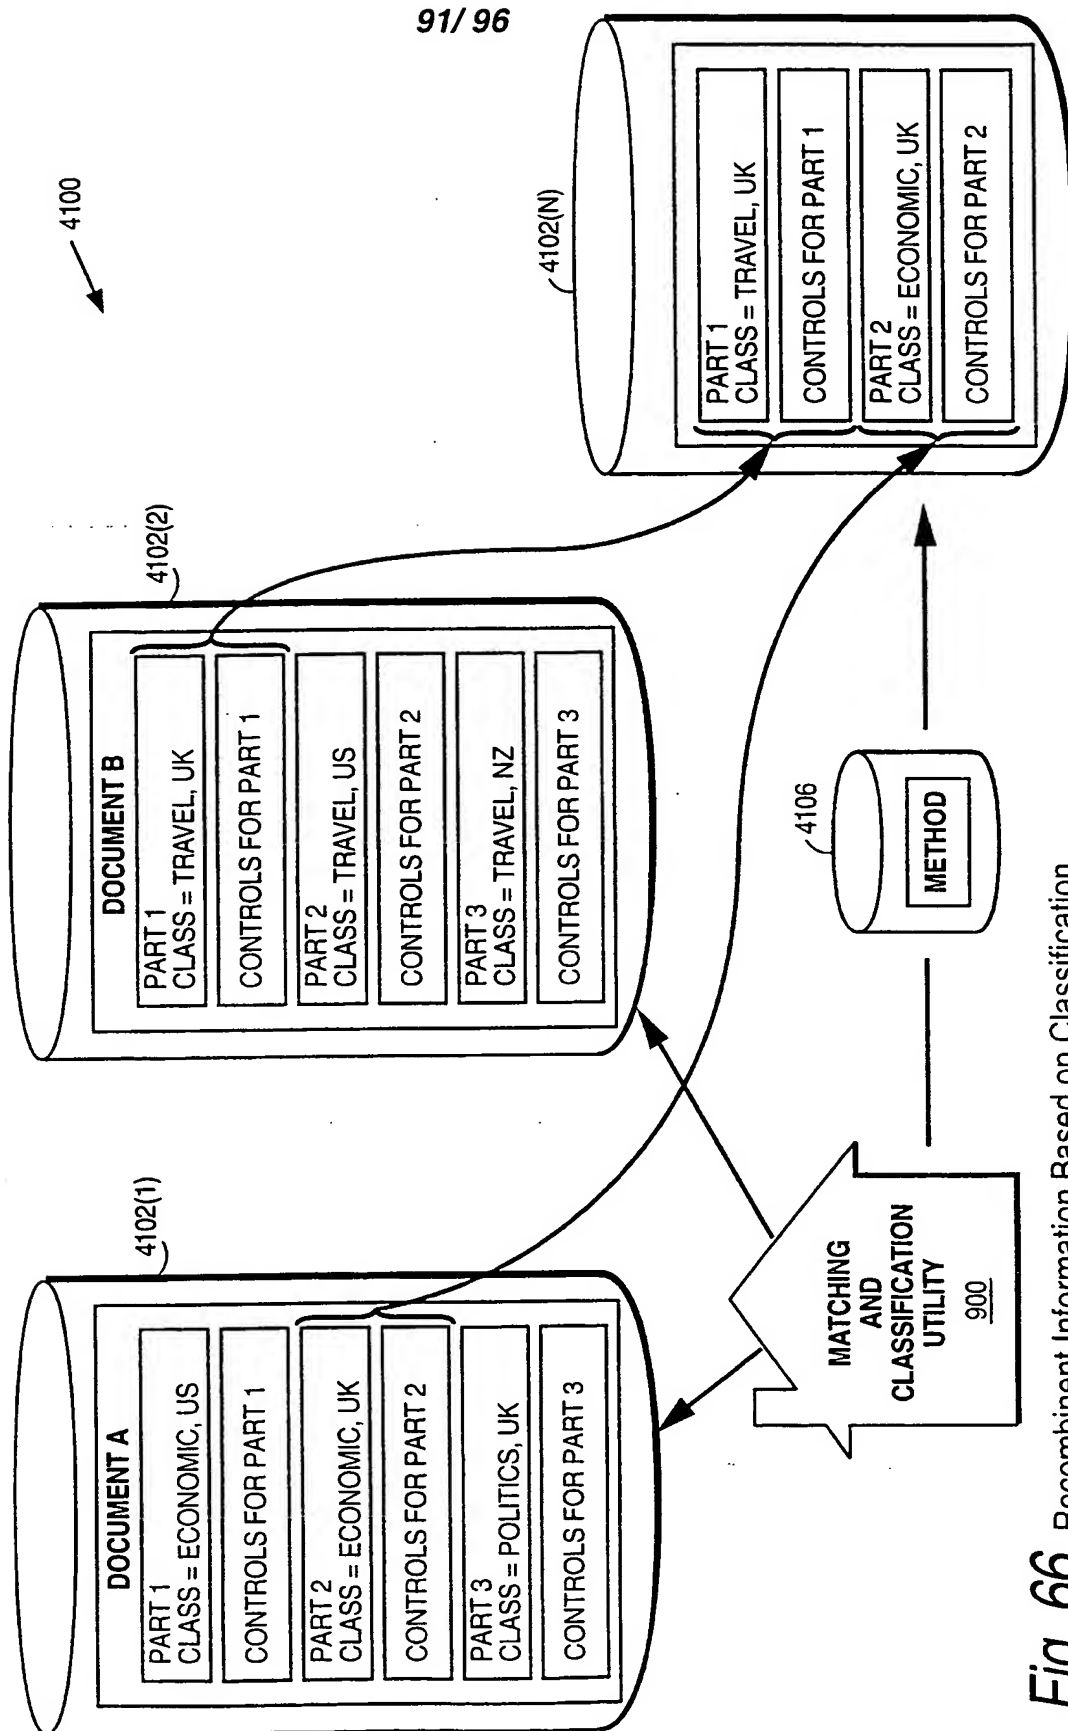 91/96
4100
4102(1)
DOCUMENT A
PART 1
CLASS = ECONOMIC, US
CONTROLS FOR PART 1
PART 2
CLASS = ECONOMIC, UK
CONTROLS FOR PART 2
PART 3
CLASS = POLITICS, UK
CONTROLS FOR PART 3
4102(2)
DOCUMENT B
PART 1
CLASS = TRAVEL, UK
CONTROLS FOR PART 1
PART 2
CLASS = TRAVEL, US
CONTROLS FOR PART 2
PART 3
CLASS = TRAVEL, NZ
CONTROLS FOR PART 3
4102(N)
PART 1
CLASS = TRAVEL, UK
CONTROLS FOR PART 1
PART 2
CLASS = ECONOMIC, UK
CONTROLS FOR PART 2
MATCHING
AND
CLASSIFICATION
UTILITY
900
4106
METHOD
Fig. 66 Recombinent Information Based on Classification